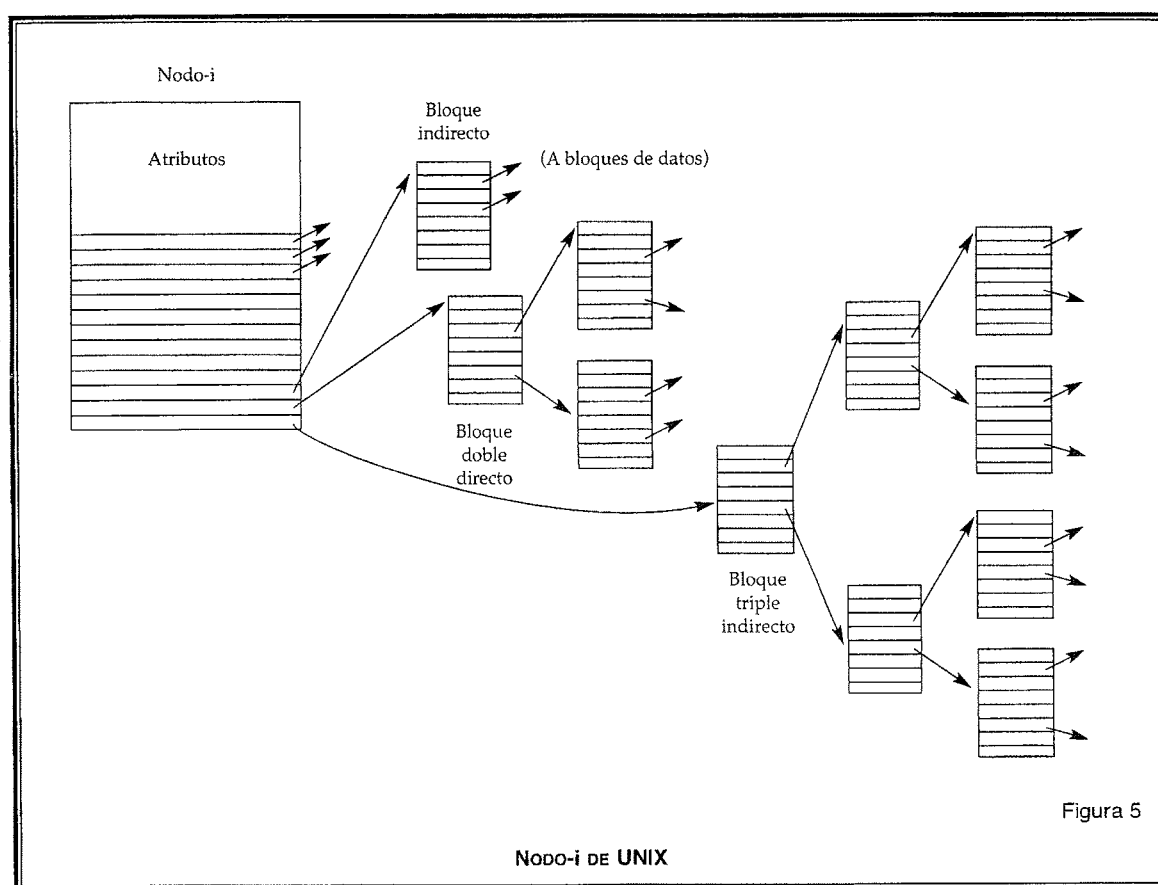 Nodo-i
Atributos
Bloque
indirecto
(A bloques de datos)
Bloque
doble
directo
Bloque
triple
indirecto
Figura 5
NODO-i DE UNIX